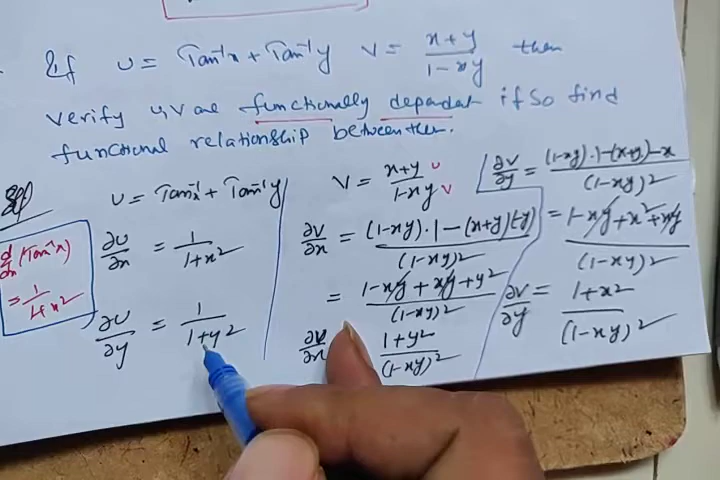 If u = Tan⁻¹x + Tan⁻¹y v = (x+y)/(1-xy) then
verify u,v are functionally dependat if so find
functional relationship between then.
Sol
d/dx (Tan⁻¹x)
= 1/(1+x²)
u = Tan⁻¹x + Tan⁻¹y
∂u/∂x = 1/(1+x²)
∂u/∂y = 1/(1+y²)
v = (x+y)/(1-xy) u v
∂v/∂x = ((1-xy)·1-(x+y)(-y))/(1-xy)²
= (1-xy+xy+y²)/(1-xy)²
∂v/∂x (1+y²)/(1-xy)²
∂v/∂y = ((1-xy)·1-(x+y)-x)/(1-xy)²
= (1-xy+x²+xy)/(1-xy)²
∂v/∂y = (1+x²)/(1-xy)²